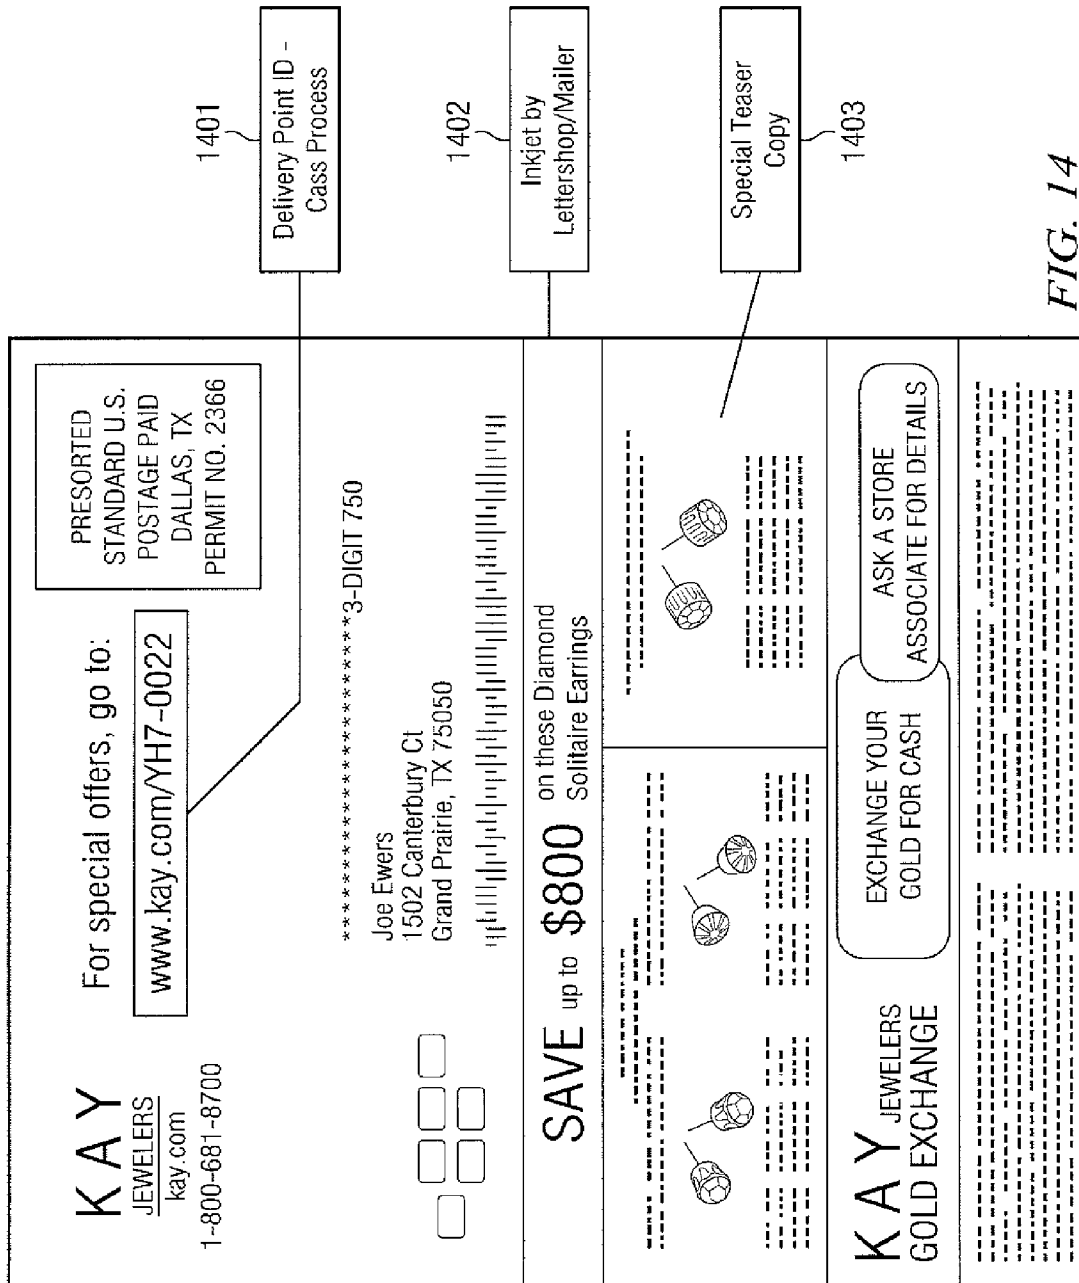 KAY
JEWELERS
kay.com
1-800-681-8700
For special offers, go to:
www.kay.com/YH7-0022
PRESORTED
STANDARD U.S.
POSTAGE PAID
DALLAS, TX
PERMIT NO. 2366
******************************3-DIGIT 750
Joe Ewers
1502 Canterbury Ct
Grand Prairie, TX 75050
SAVE up to $800 on these Diamond
Solitaire Earrings
KAY JEWELERS
GOLD EXCHANGE
EXCHANGE YOUR
GOLD FOR CASH
ASK A STORE
ASSOCIATE FOR DETAILS
1401
Delivery Point ID -
Cass Process
1402
Inkjet by
Lettershop/Mailer
Special Teaser
Copy
1403
FIG. 14